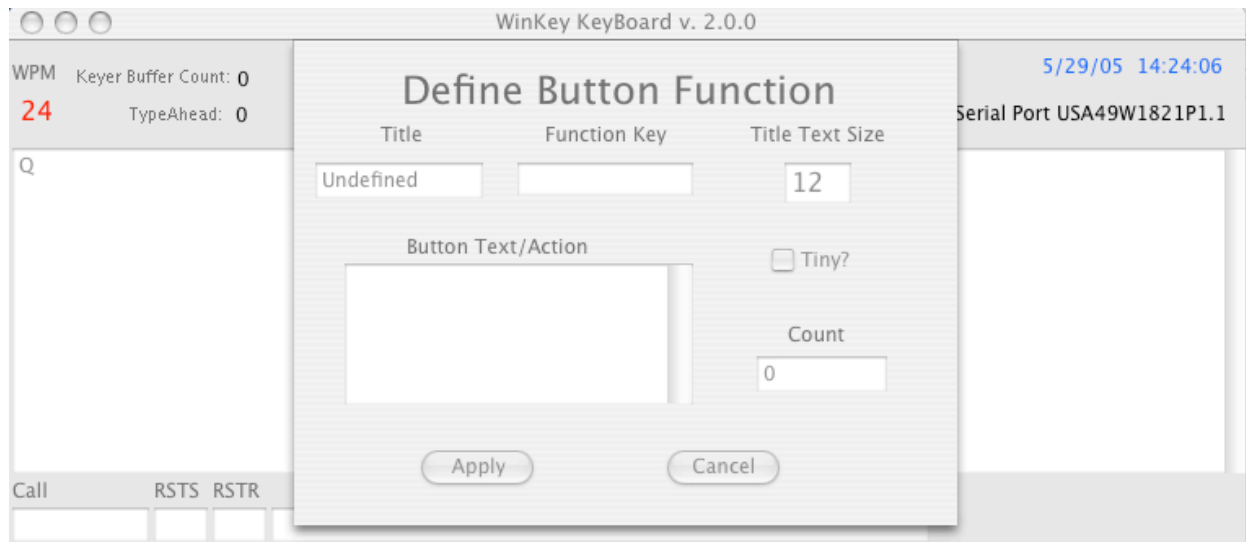 WinKey KeyBoard v. 2.0.0
WPM Keyer Buffer Count: 0
24 TypeAhead: 0
5/29/05 14:24:06
Serial Port USA49W1821P1.1
Q
Define Button Function
Title Function Key Title Text Size
Undefined 12
Button Text/Action
Tiny?
Count
0
Apply Cancel
Call RSTS RSTR